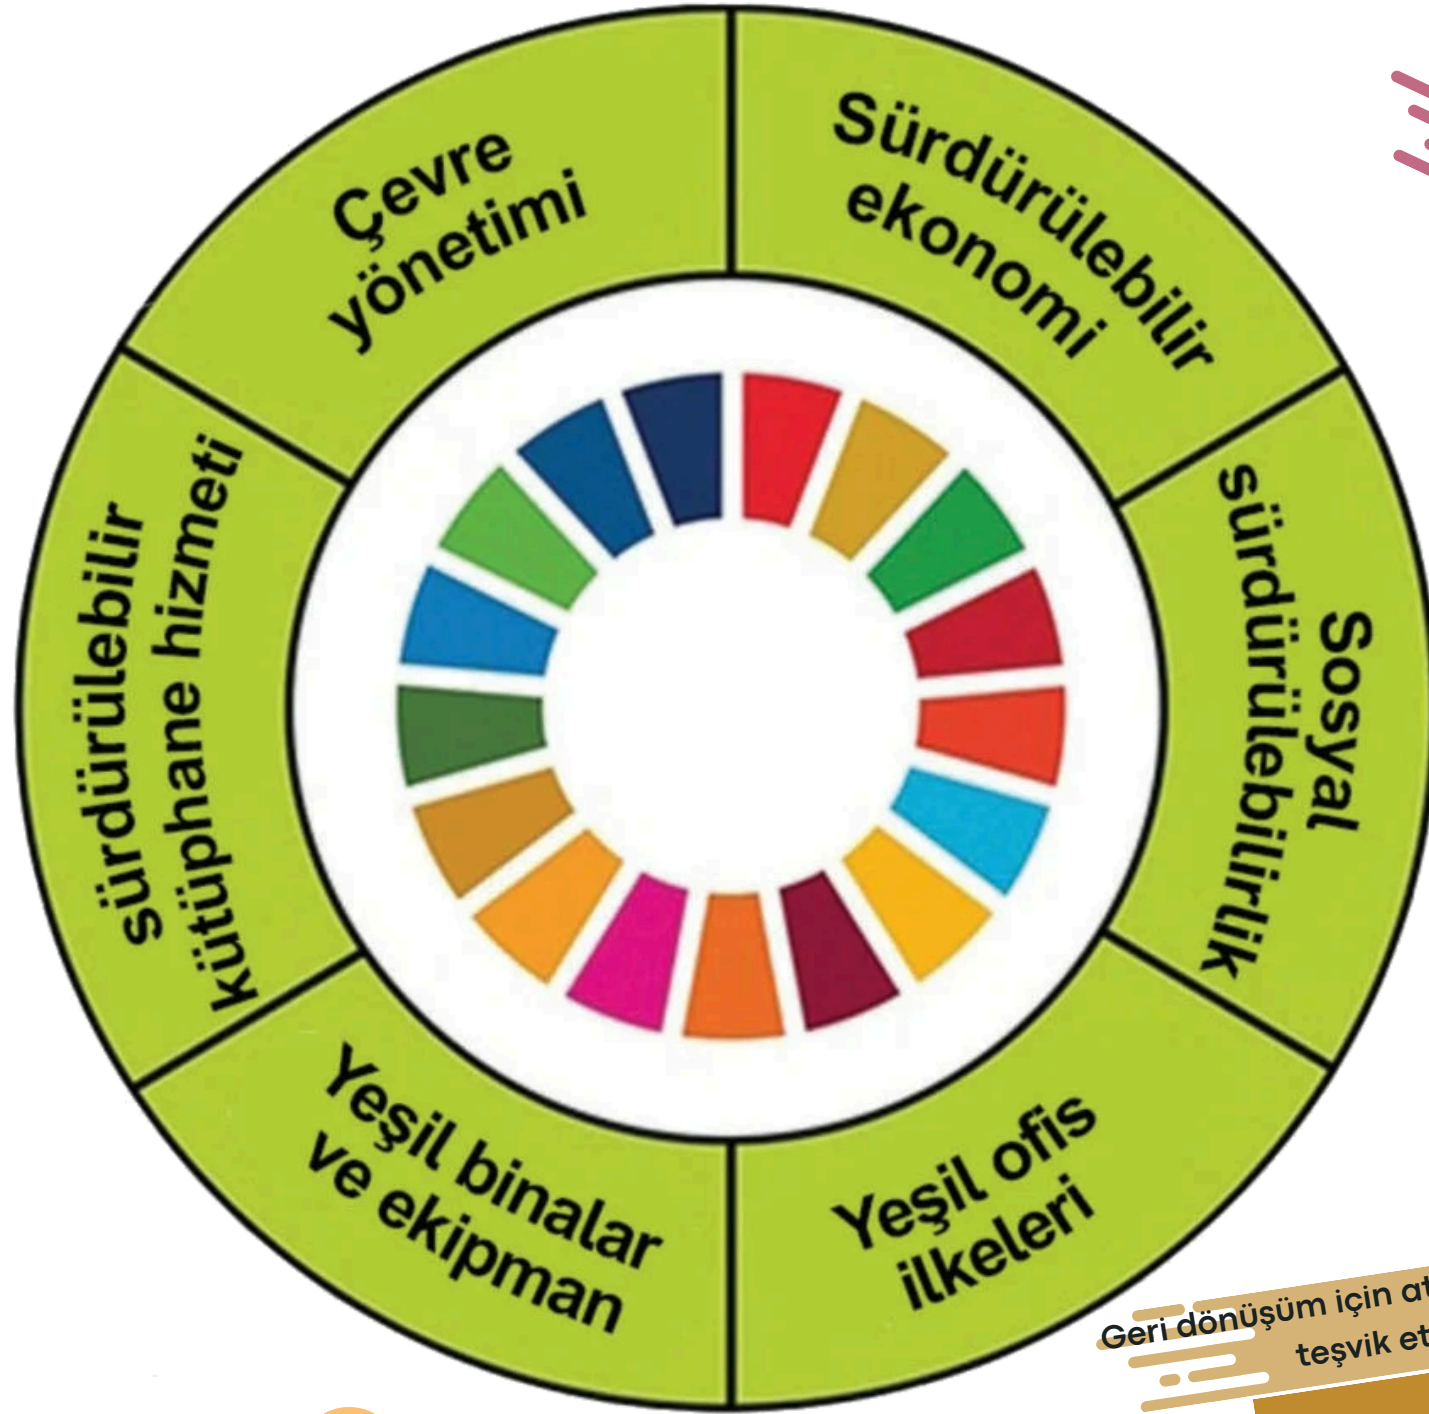 Çevre
yönetimi
Sürdürülebilir
ekonomi
Sosyal
sürdürülebilirlik
Yeşil ofis
ilkeleri
Yeşil binalar
ve ekipman
sürdürülebilir
kütüphane hizmeti
Geri dönüşüm için
teşvik